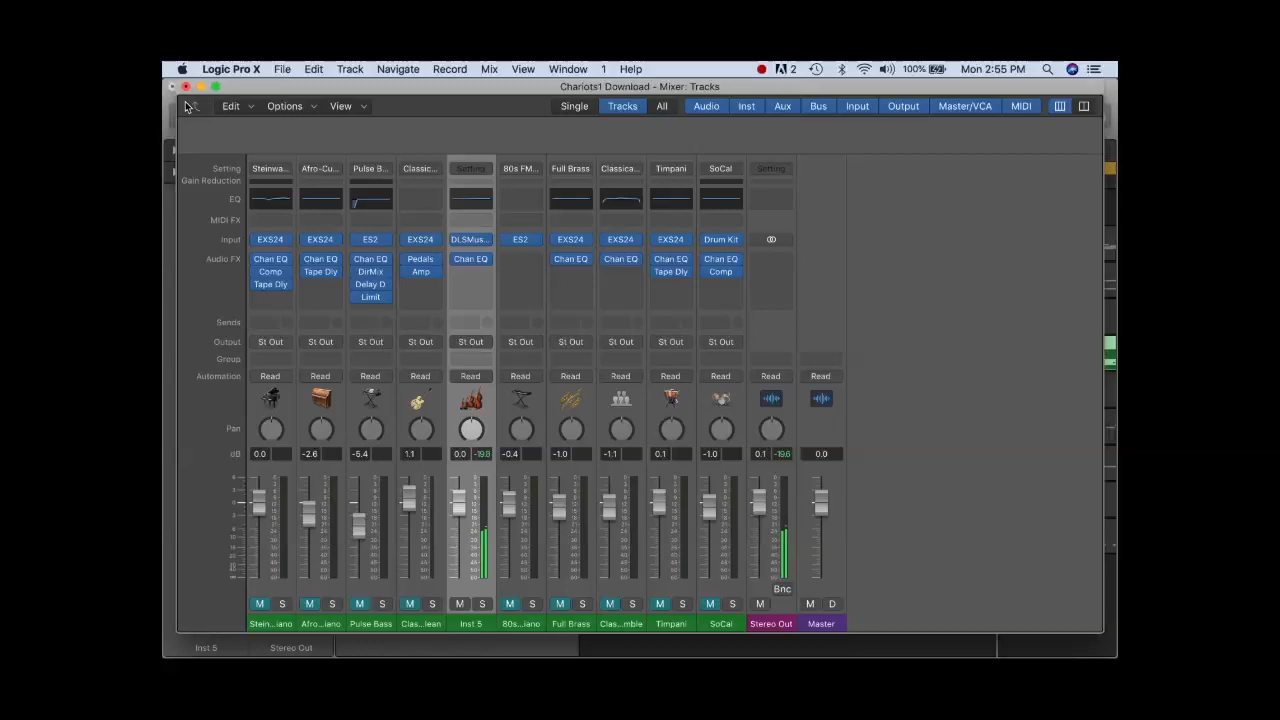 Logic Pro X File Edit Track Navigate Record Mix View Window 1 Help 2 100% Mon 2:55 PM
Chariots1 Download - Mixer: Tracks
Edit Options View Single Tracks All Audio Inst Aux Bus Input Output Master/VCA MIDI
Setting Steinwa... Afro-Cu... Pulse B... Classic... Setting 80s FM... Full Brass Classica... Timpani SoCal Setting
Gain Reduction
EQ
MIDI FX
Input EXS24 EXS24 ES2 EXS24 DLSMus... ES2 EXS24 EXS24 EXS24 Drum Kit
Audio FX Chan EQ Chan EQ Chan EQ Pedals Chan EQ Chan EQ Chan EQ Chan EQ Chan EQ
Comp Tape Dly DirMix Amp Tape Dly Comp
Tape Dly Delay D
Limit
Sends
Output St Out St Out St Out St Out St Out St Out St Out St Out St Out St Out
Group
Automation Read Read Read Read Read Read Read Read Read Read Read Read
Pan
dB 0.0 -2.6 -5.4 1.1 0.0 -19.8 -0.4 -1.0 -1.1 0.1 -1.0 0.1 -19.6 0.0
Bnc
M S M S M S M S M S M S M S M S M S M S M M D
Stein...iano Afro...iano Pulse Bass Clas...lean Inst 5 80s...iano Full Brass Clas...mble Timpani SoCal Stereo Out Master
Inst 5 Stereo Out